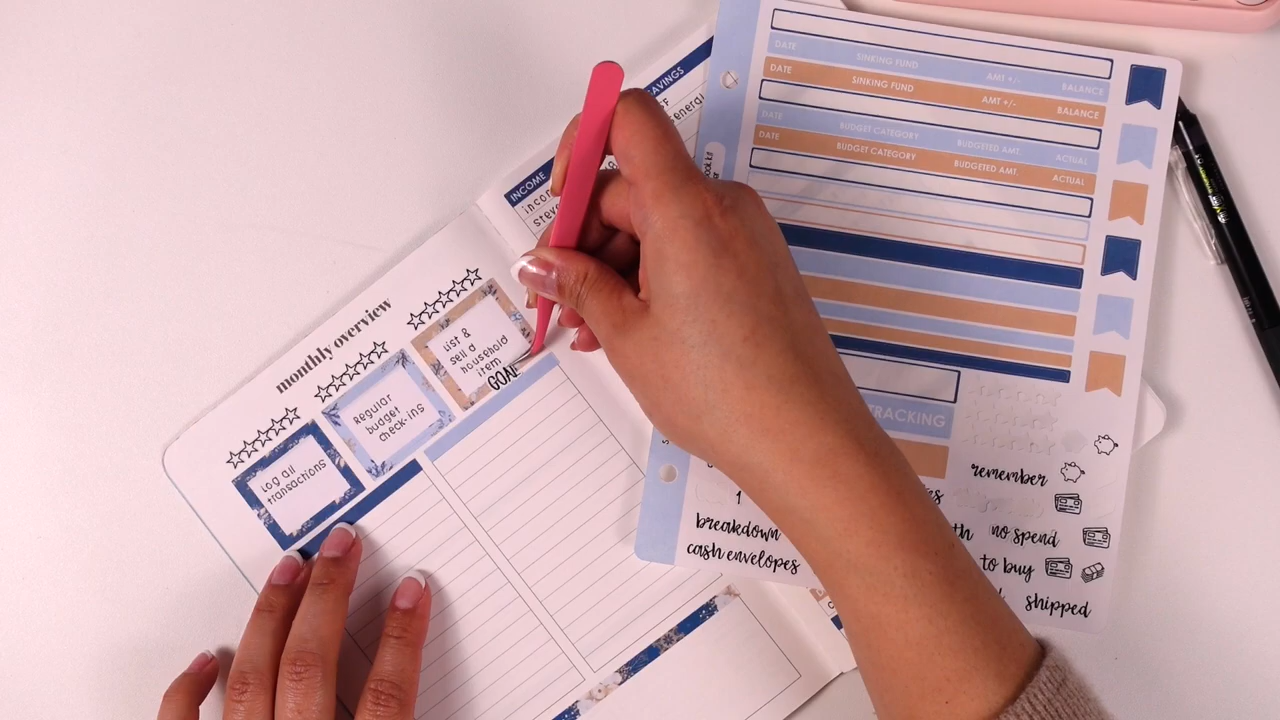 monthly overview
Log all
transactions
Regular
budget
check-ins
List &
sell a
household
item
GOAL
INCOME
SAVINGS
DATE SINKING FUND AMT +/- BALANCE
DATE SINKING FUND AMT +/- BALANCE
DATE BUDGET CATEGORY BUDGETED AMT. ACTUAL
DATE BUDGET CATEGORY BUDGETED AMT. ACTUAL
TRACKING
remember
breakdown
no spend
cash envelopes
to buy
shipped